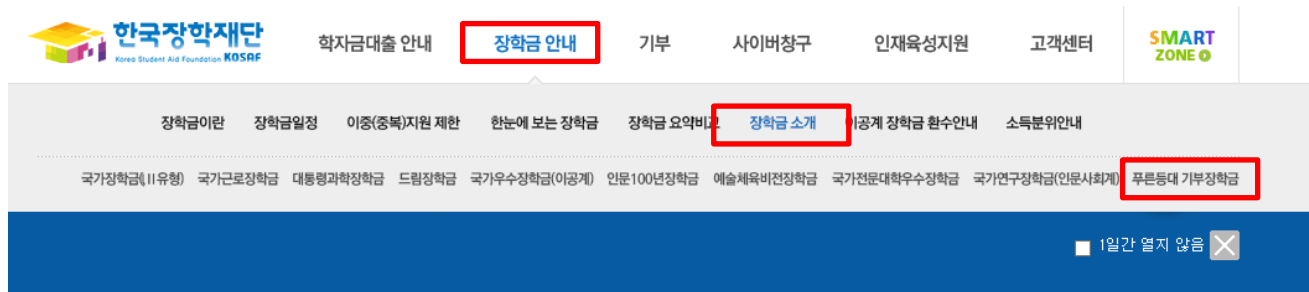 한국장학재단
Korea Student Aid Foundation KOSAF
학자금대출 안내 장학금 안내 기부 사이버창구 인재육성지원 고객센터 SMART ZONE
장학금이란 장학금일정 이중(중복)지원 제한 한눈에 보는 장학금 장학금 요약비교 장학금 소개 이공계 장학금 환수안내 소득분위안내
국가장학금(I,II유형) 국가근로장학금 대통령과학장학금 드림장학금 국가우수장학금(이공계) 인문100년장학금 예술체육비전장학금 국가전문대학우수장학금 국가연구장학금(인문사회계) 푸른등대 기부장학금
1일간 열지 않음